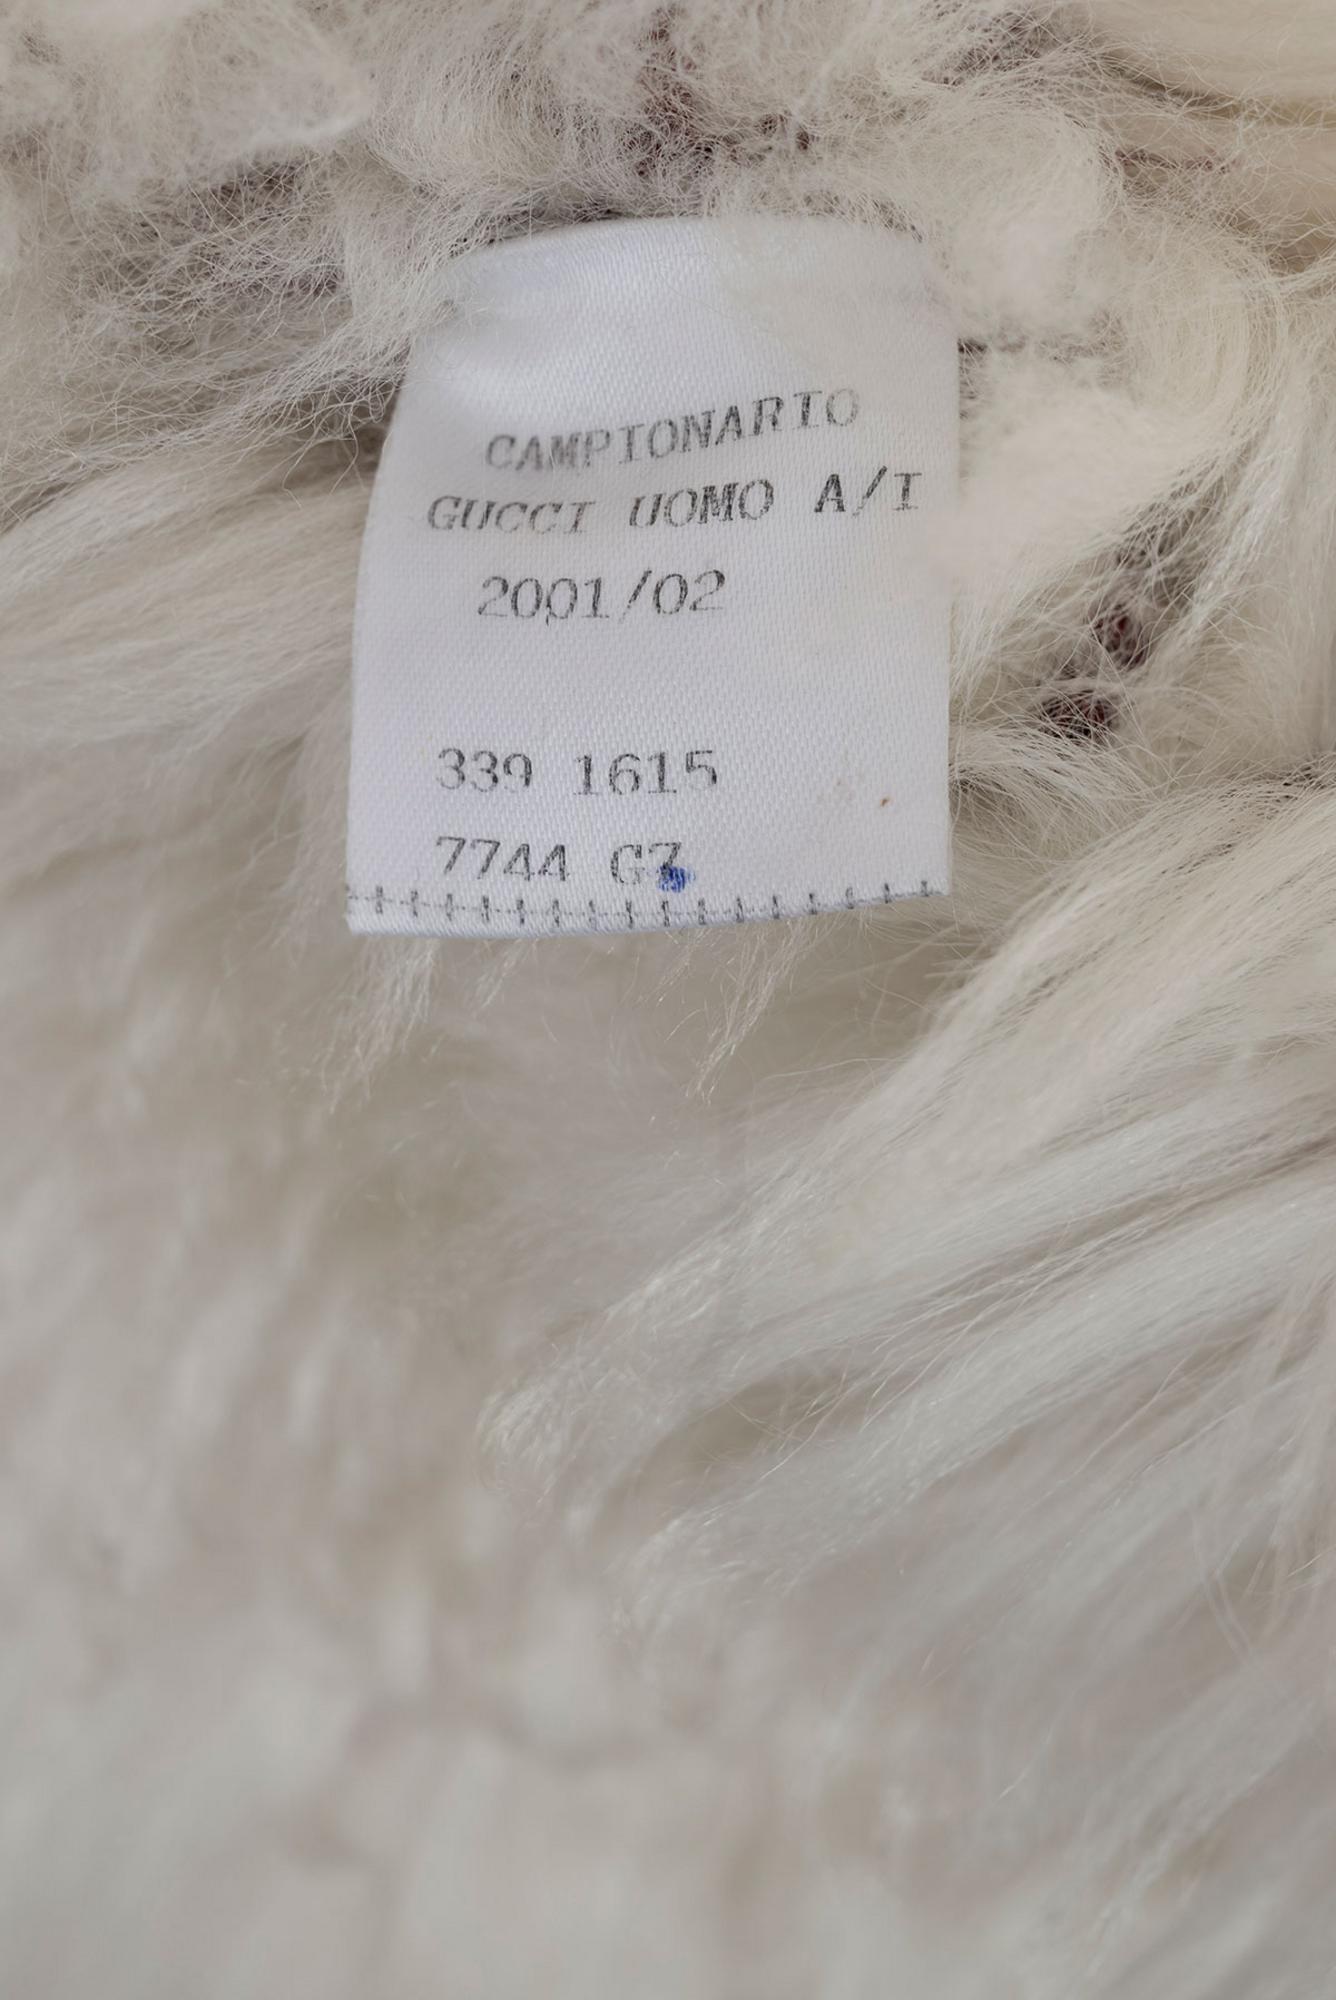 CAMPIONARIO
GUCCI UOMO A/I
2001/02
339 1615
7744 G7